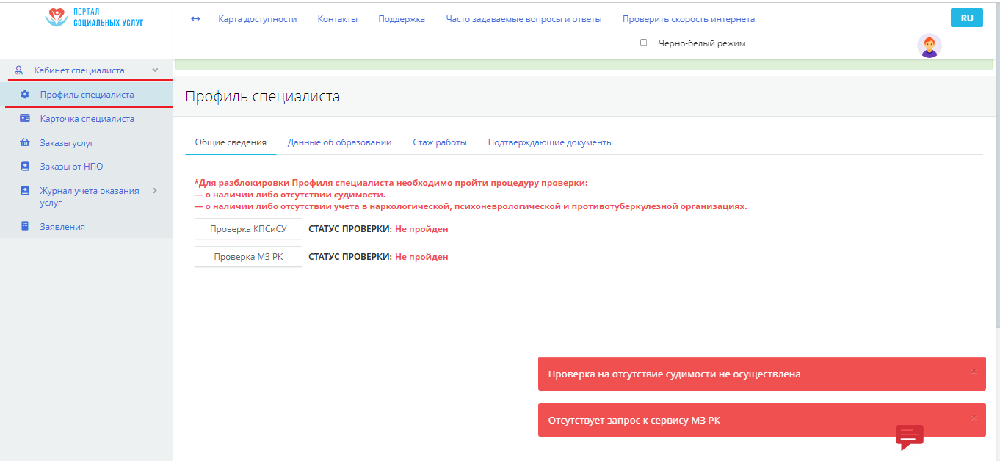 ПОРТАЛ
СОЦИАЛЬНЫХ УСЛУГ
Карта доступности Контакты Поддержка Часто задаваемые вопросы и ответы Проверить скорость интернета
RU
Черно-белый режим
Кабинет специалиста
Профиль специалиста
Карточка специалиста
Заказы услуг
Заказы от НПО
Журнал учета оказания
услуг
Заявления
Профиль специалиста
Общие сведения Данные об образовании Стаж работы Подтверждающие документы
*Для разблокировки Профиля специалиста необходимо пройти процедуру проверки:
— о наличии либо отсутствии судимости.
— о наличии либо отсутствии учета в наркологической, психоневрологической и противотуберкулезной организациях.
Проверка КПСиСУ СТАТУС ПРОВЕРКИ: Не пройден
Проверка МЗ РК СТАТУС ПРОВЕРКИ: Не пройден
Проверка на отсутствие судимости не осуществлена
Отсутствует запрос к сервису МЗ РК